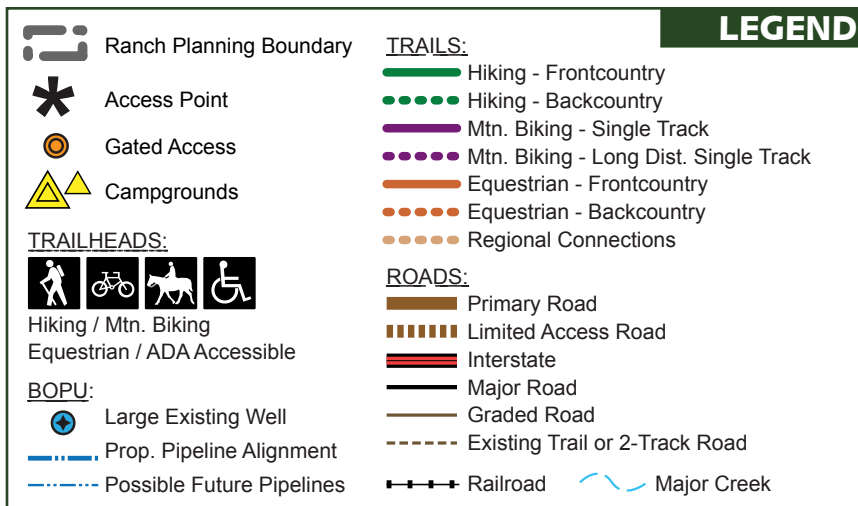 LEGEND
Ranch Planning Boundary
Access Point
Gated Access
Campgrounds
TRAILHEADS:
Hiking / Mtn. Biking
Equestrian / ADA Accessible
BOPU:
Large Existing Well
Prop. Pipeline Alignment
Possible Future Pipelines
TRAILS:
Hiking - Frontcountry
Hiking - Backcountry
Mtn. Biking - Single Track
Mtn. Biking - Long Dist. Single Track
Equestrian - Frontcountry
Equestrian - Backcountry
Regional Connections
ROADS:
Primary Road
Limited Access Road
Interstate
Major Road
Graded Road
Existing Trail or 2-Track Road
Railroad
Major Creek